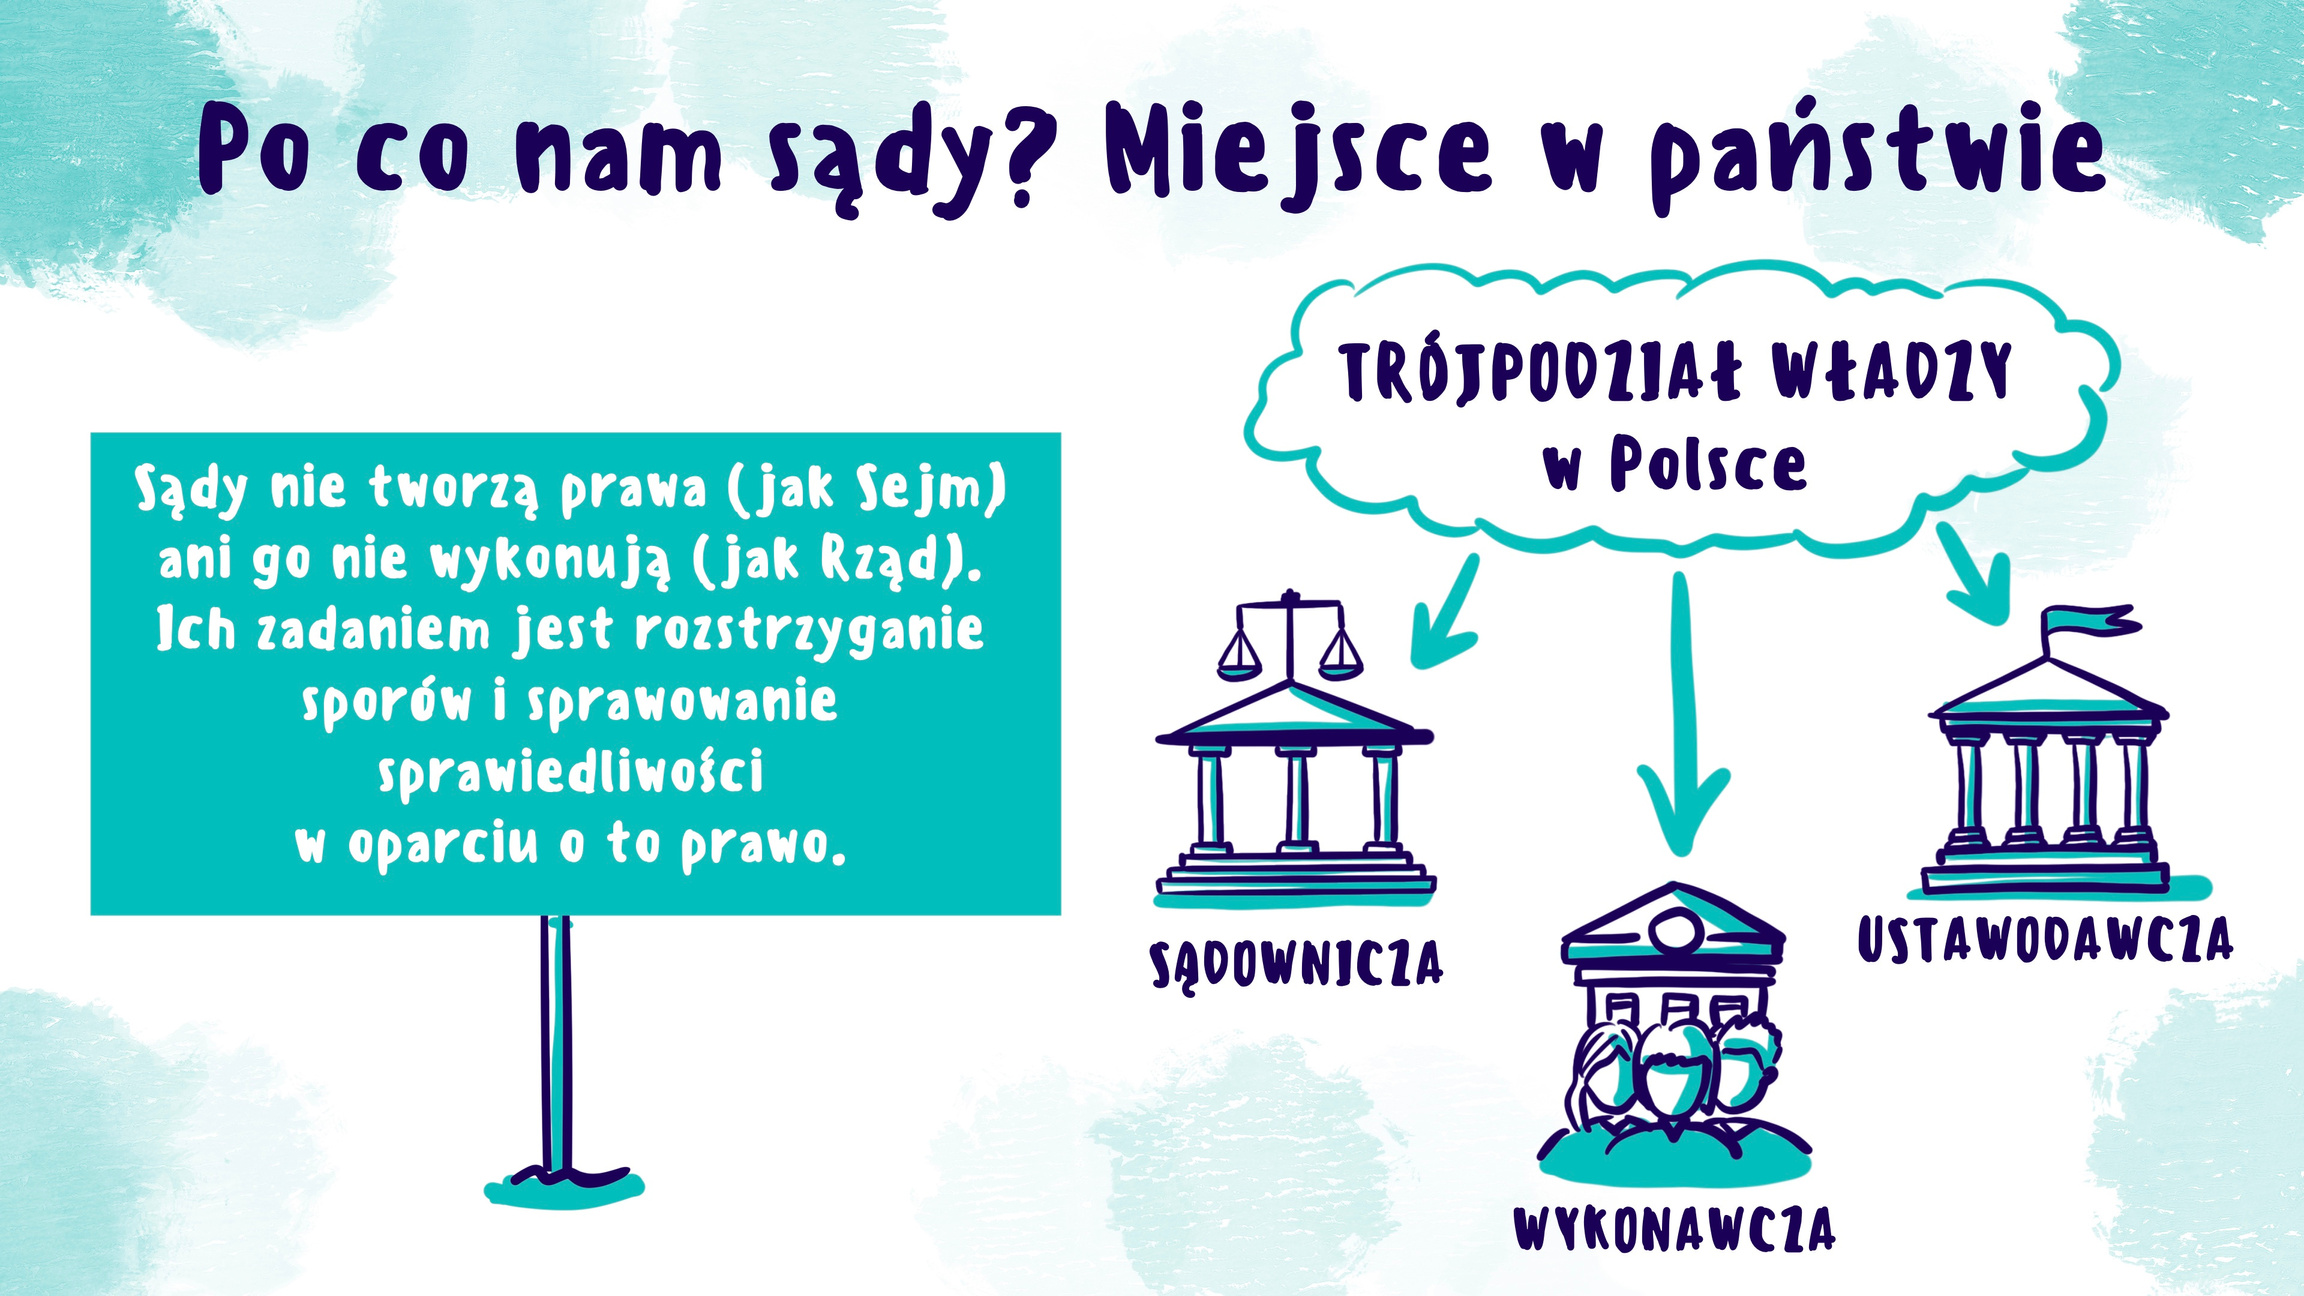 Po co nam sądy? Miejsce w państwie
TRÓJPODZIAŁ WŁADZY
w Polsce
Sądy nie tworzą prawa (jak Sejm)
ani go nie wykonują (jak Rząd).
Ich zadaniem jest rozstrzyganie
sporów i sprawowanie
sprawiedliwości
w oparciu o to prawo.
SĄDOWNICZA
USTAWODAWCZA
WYKONAWCZA